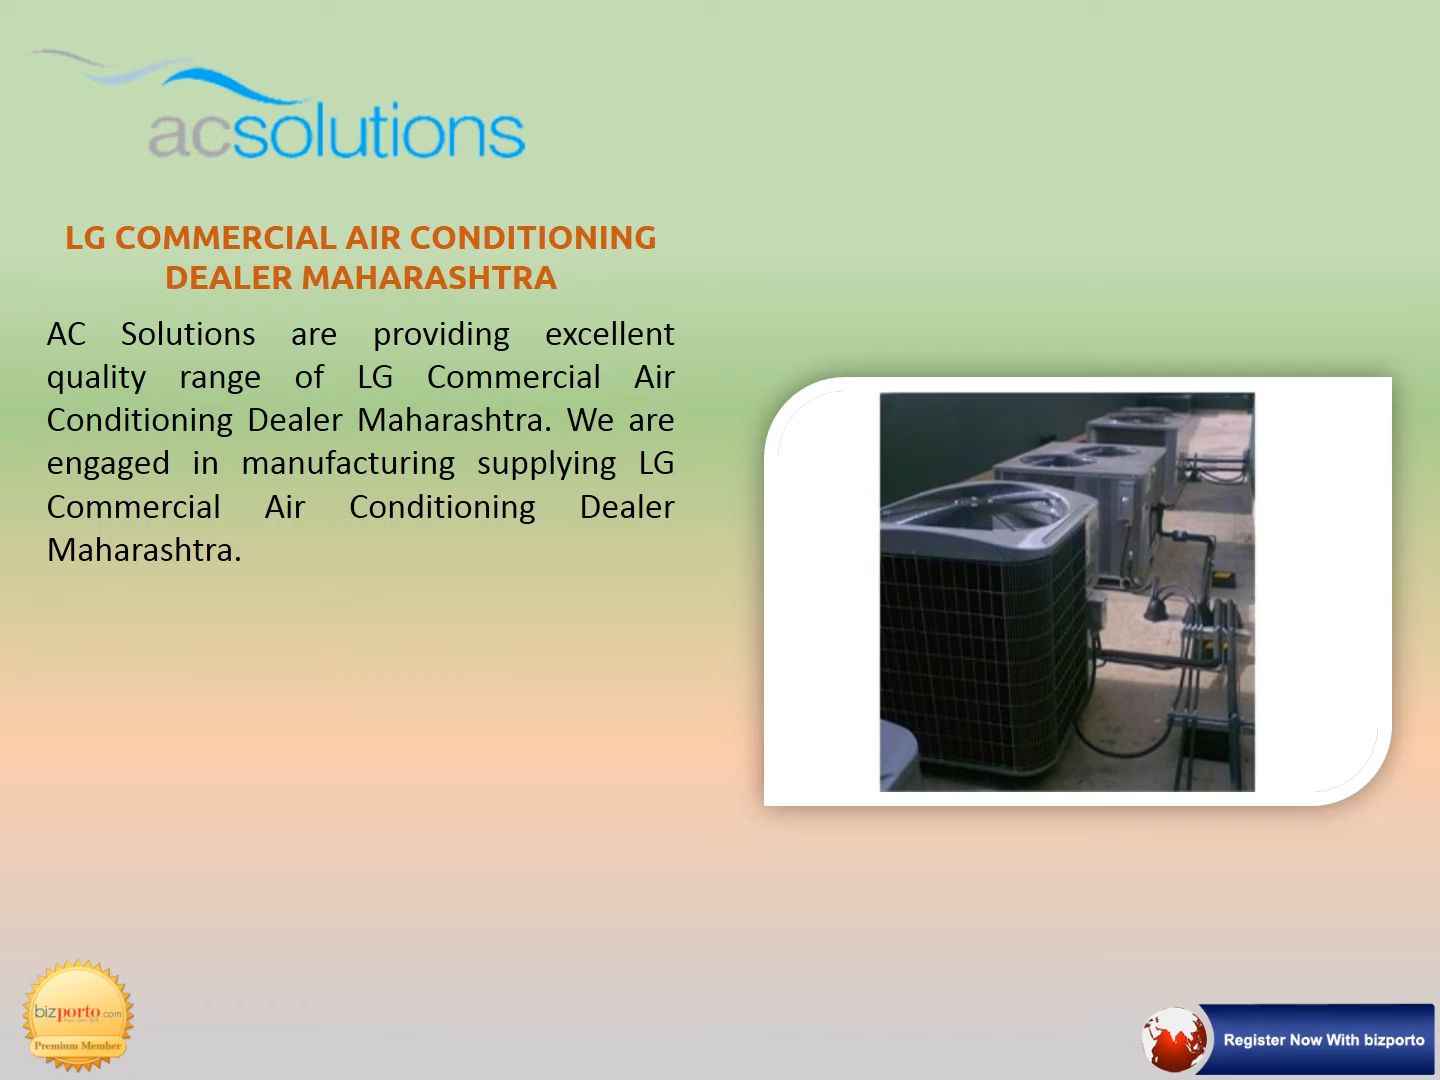 acsolutions
LG COMMERCIAL AIR CONDITIONING
DEALER MAHARASHTRA
AC Solutions are providing excellent
quality range of LG Commercial Air
Conditioning Dealer Maharashtra. We are
engaged in manufacturing supplying LG
Commercial Air Conditioning Dealer
Maharashtra.
bizporto.com
Premium Member
Register Now With bizporto